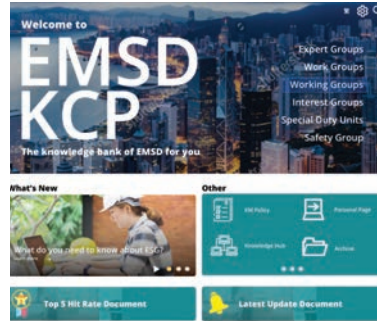 Welcome to
EMSD
KCP
The knowledge bank of EMSD for you
Expert Groups
Work Groups
Working Groups
Interest Groups
Special Duty Units
Safety Group
What's New
What do you need to know about ESG?
Other
KM Policy
Personal Page
Knowledge Hub
Archive
Top 5 Hit Rate Document
Latest Update Document